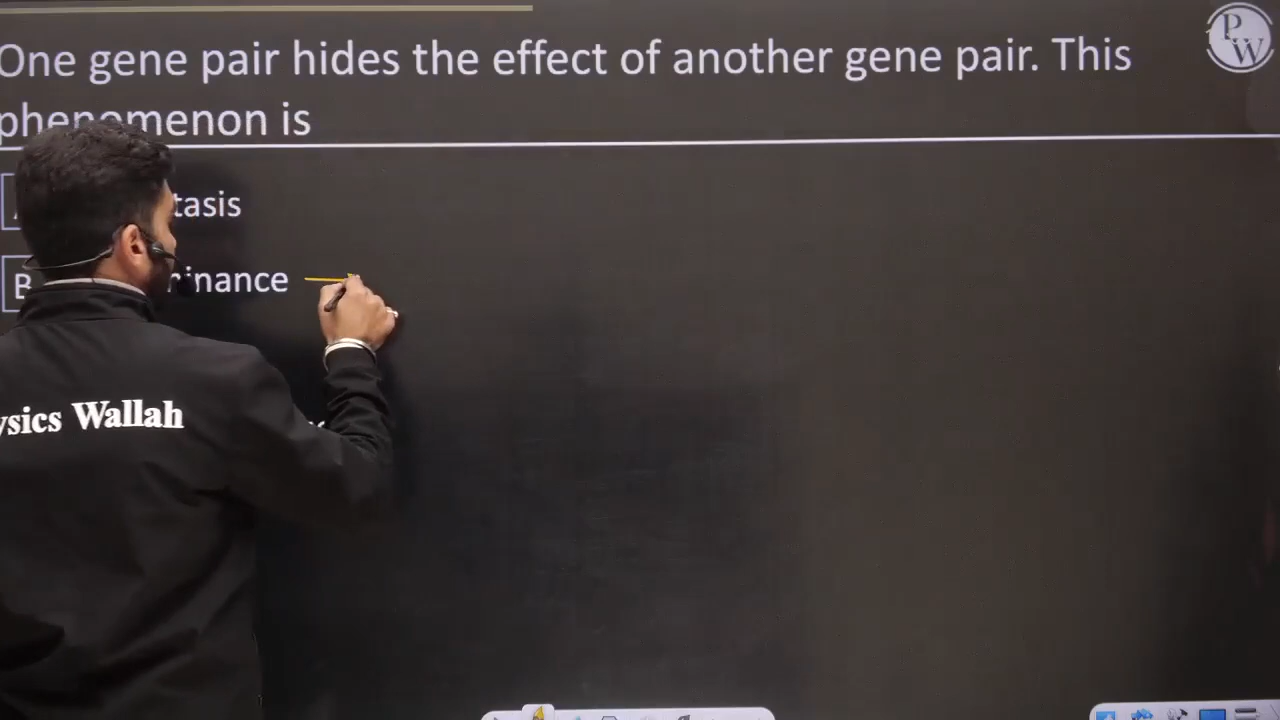 One gene pair hides the effect of another gene pair. This
phenomenon is
tasis
B
inance
ysics Wallah
PW